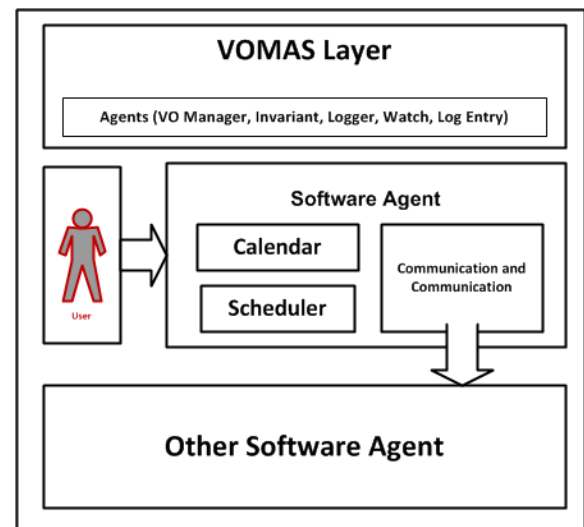 VOMAS Layer
Agents (VO Manager, Invariant, Logger, Watch, Log Entry)
User
Software Agent
Calendar
Scheduler
Communication and
Communication
Other Software Agent